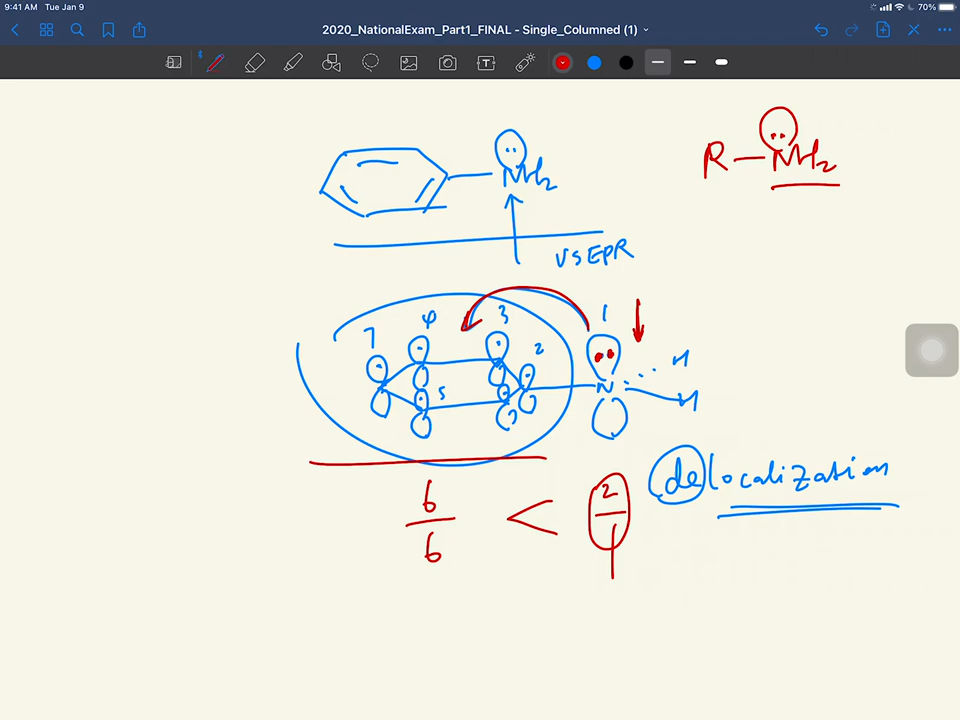 9:41 AM Tue Jan 9
70%
2020_NationalExam_Part1_FINAL - Single_Columned (1)
T
NH2
R—NH2
VSEPR
7 4 3 1
2
5
N
H
H
delocalization
6/6 < 2/1